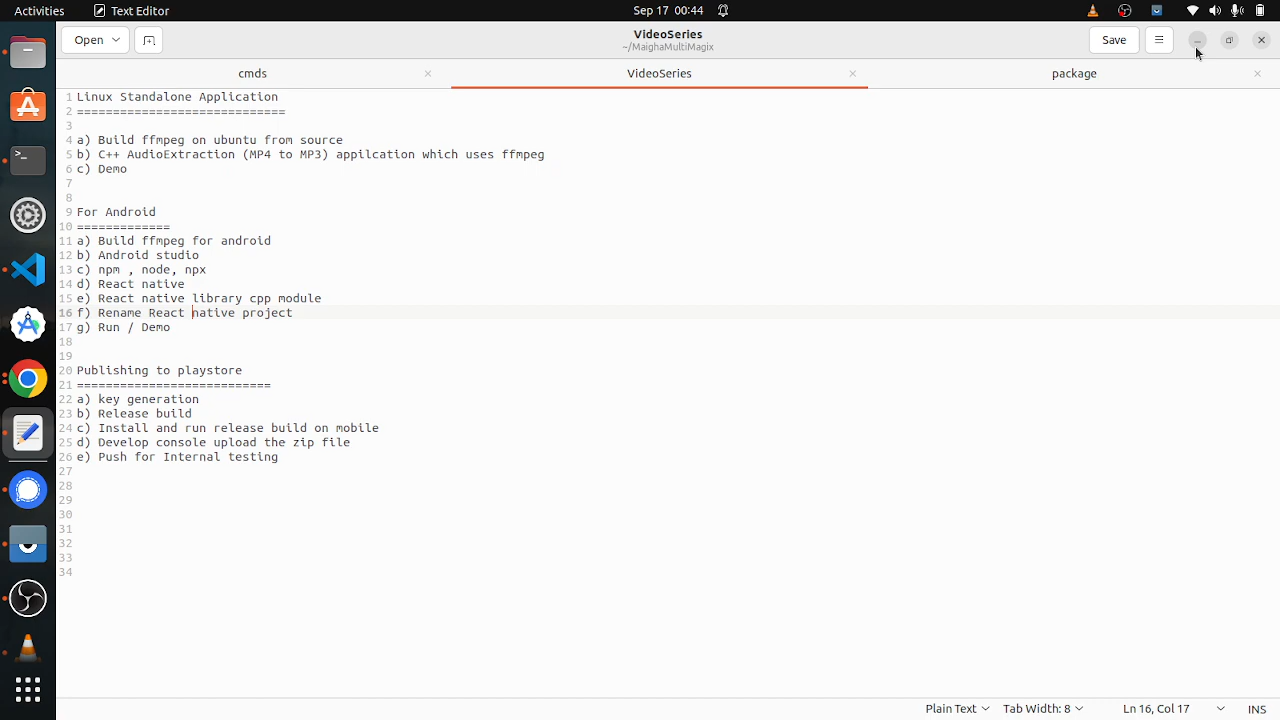 Activities
Text Editor
Sep 17 00:44
Open
VideoSeries
~/MaighaMultiMagix
Save
cmds
VideoSeries
package
1 Linux Standalone Application
2 ============================
3
4 a) Build ffmpeg on ubuntu from source
5 b) C++ AudioExtraction (MP4 to MP3) appilcation which uses ffmpeg
6 c) Demo
7
8
9 For Android
10 =============
11 a) Build ffmpeg for android
12 b) Android studio
13 c) npm , node, npx
14 d) React native
15 e) React native library cpp module
16 f) Rename React native project
17 g) Run / Demo
18
19
20 Publishing to playstore
21 ===========================
22 a) key generation
23 b) Release build
24 c) Install and run release build on mobile
25 d) Develop console upload the zip file
26 e) Push for Internal testing
27
28
29
30
31
32
33
34
Plain Text
Tab Width: 8
Ln 16, Col 17
INS